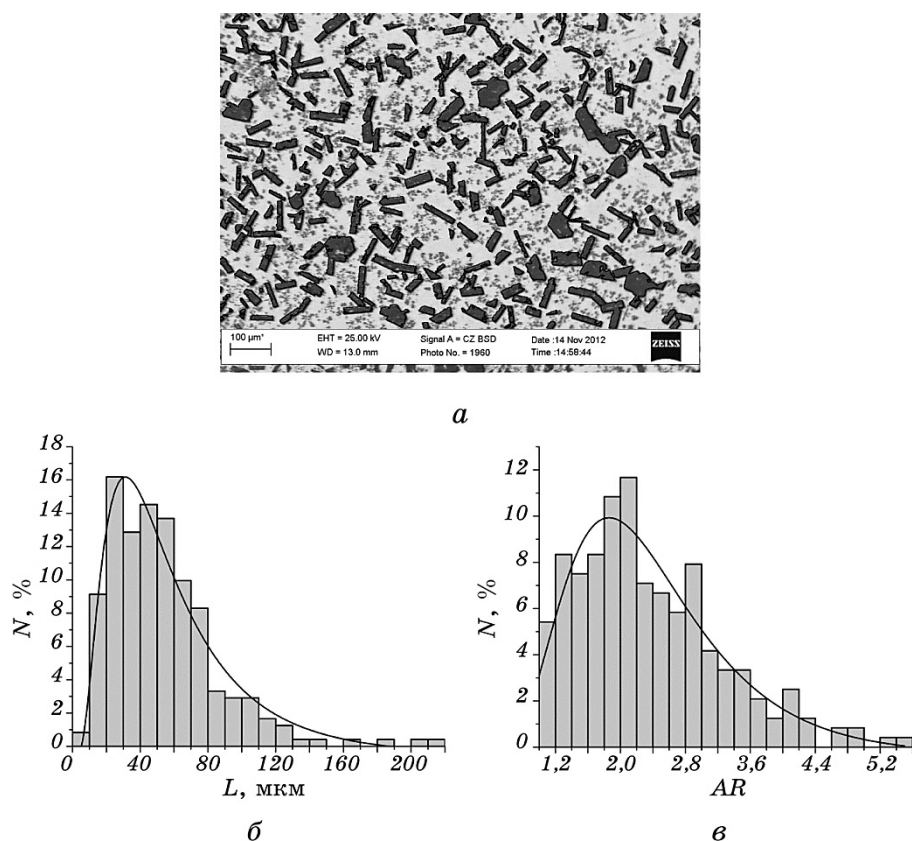 100 µm*
EHT = 25.00 kV
Signal A = CZ BSD
Date :14 Nov 2012
WD = 13.0 mm
Photo No. = 1960
Time :14:58:44
ZEISS
а
18
16
14
12
10
8
6
4
2
0
N, %
0 40 80 120 160 200
L, мкм
б
12
10
8
6
4
2
0
N, %
1,2 2,0 2,8 3,6 4,4 5,2
AR
в